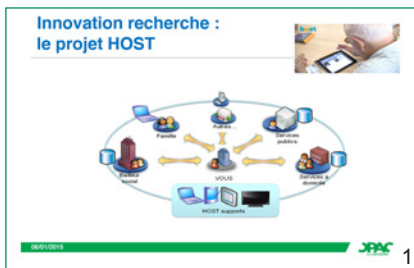 Innovation recherche :
le projet HOST
Famille
Autres...
Services
publics
Bailleur
social
VOUS
Services à
domicile
HOST supports
06/01/2015
OPAC
1